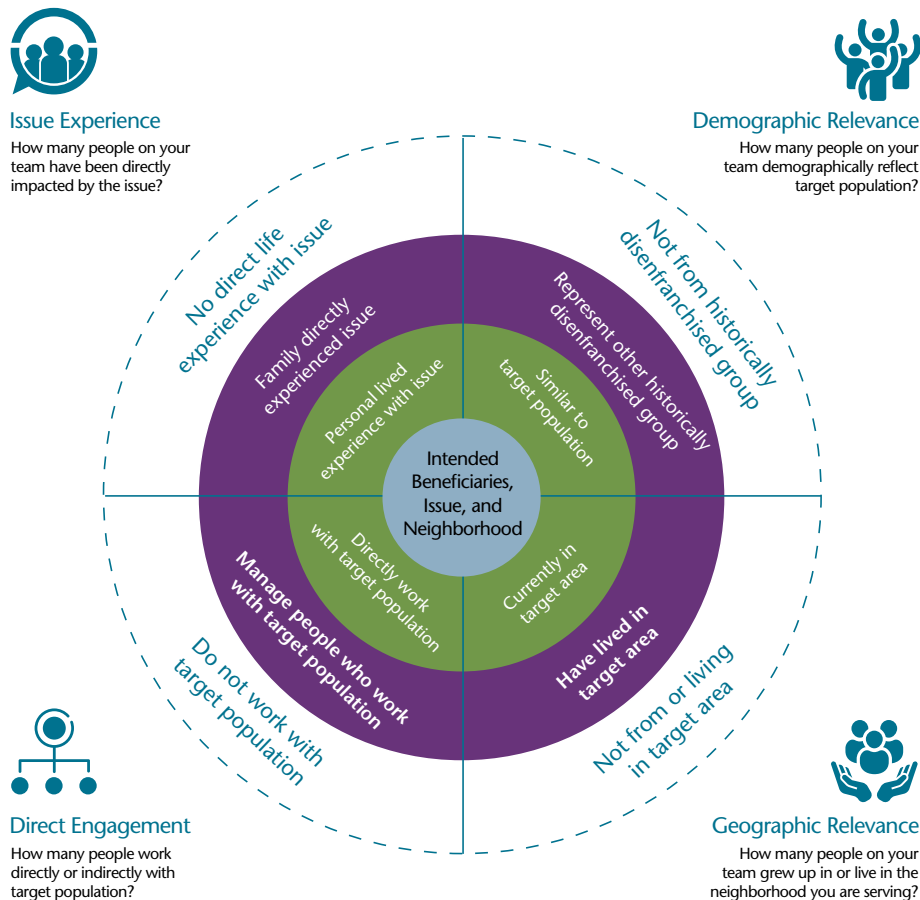 Issue Experience
How many people on your
team have been directly
impacted by the issue?
Demographic Relevance
How many people on your
team demographically reflect
target population?
No direct life
experience with issue
Not from historically
disenfranchised group
Family directly
experienced issue
Represent other historically
disenfranchised group
Personal lived
experience with issue
Similar to
target population
Intended
Beneficiaries,
Issue, and
Neighborhood
Directly work
with target population
Currently in
target area
Manage people who work
with target population
Have lived in
target area
Do not work with
target population
Not from or living
in target area
Direct Engagement
How many people work
directly or indirectly with
target population?
Geographic Relevance
How many people on your
team grew up in or live in the
neighborhood you are serving?